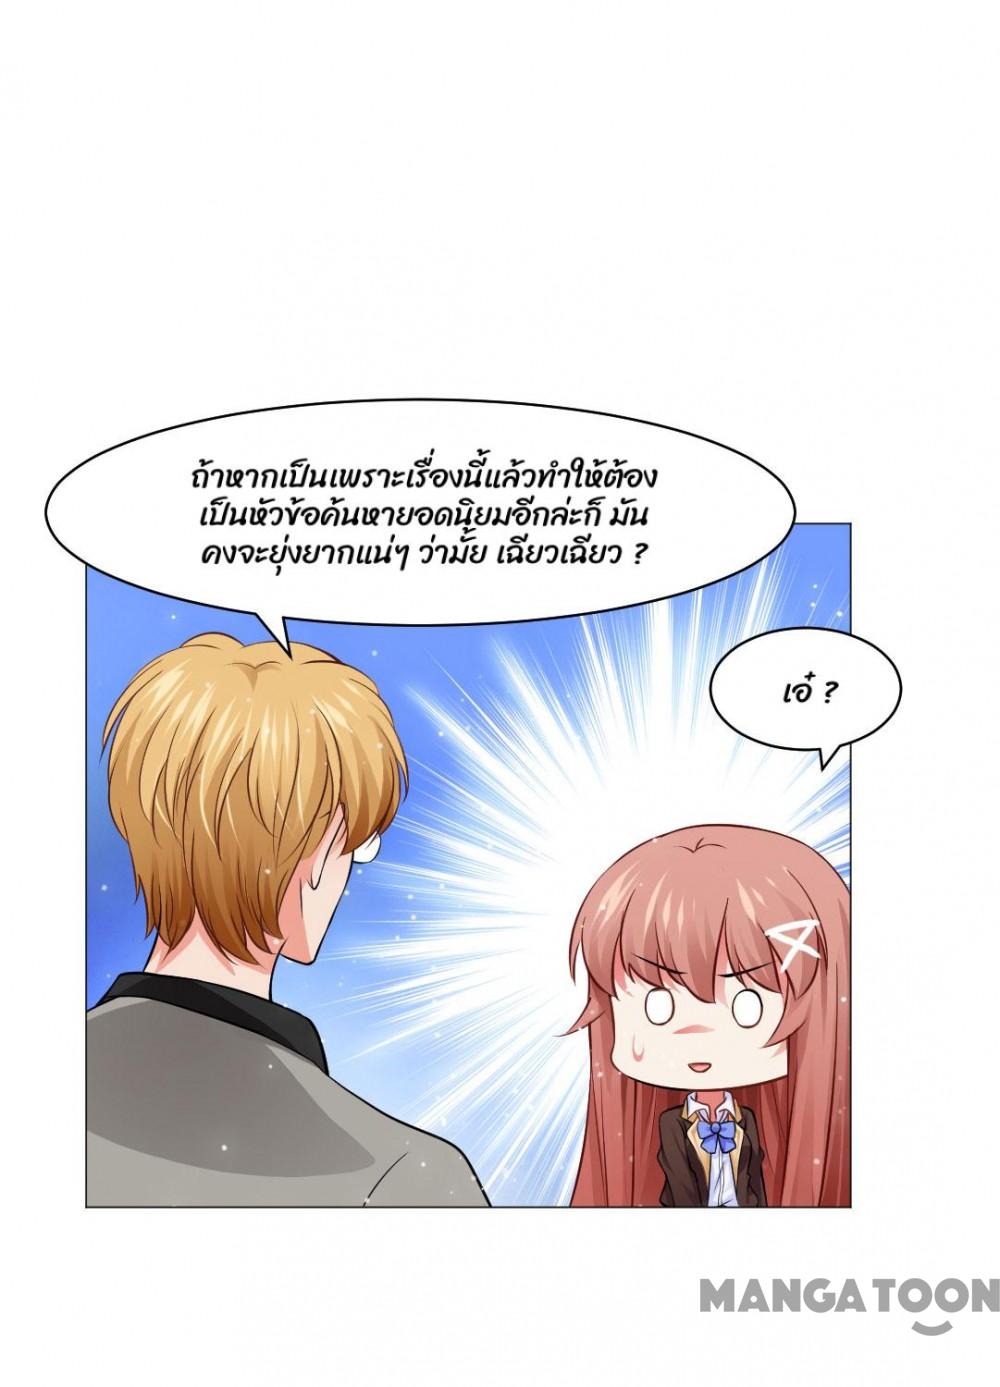 ถ้าหากเป็นเพราะเรื่องนี้แล้วทำให้ต้อง
เป็นหัวข้อค้นหายอดนิยมอีกล่ะก็ มัน
คงจะยุ่งยากแน่ๆ ว่ามั้ย เฉียวเฉียว ?
เอ๋ ?
MANGATOON